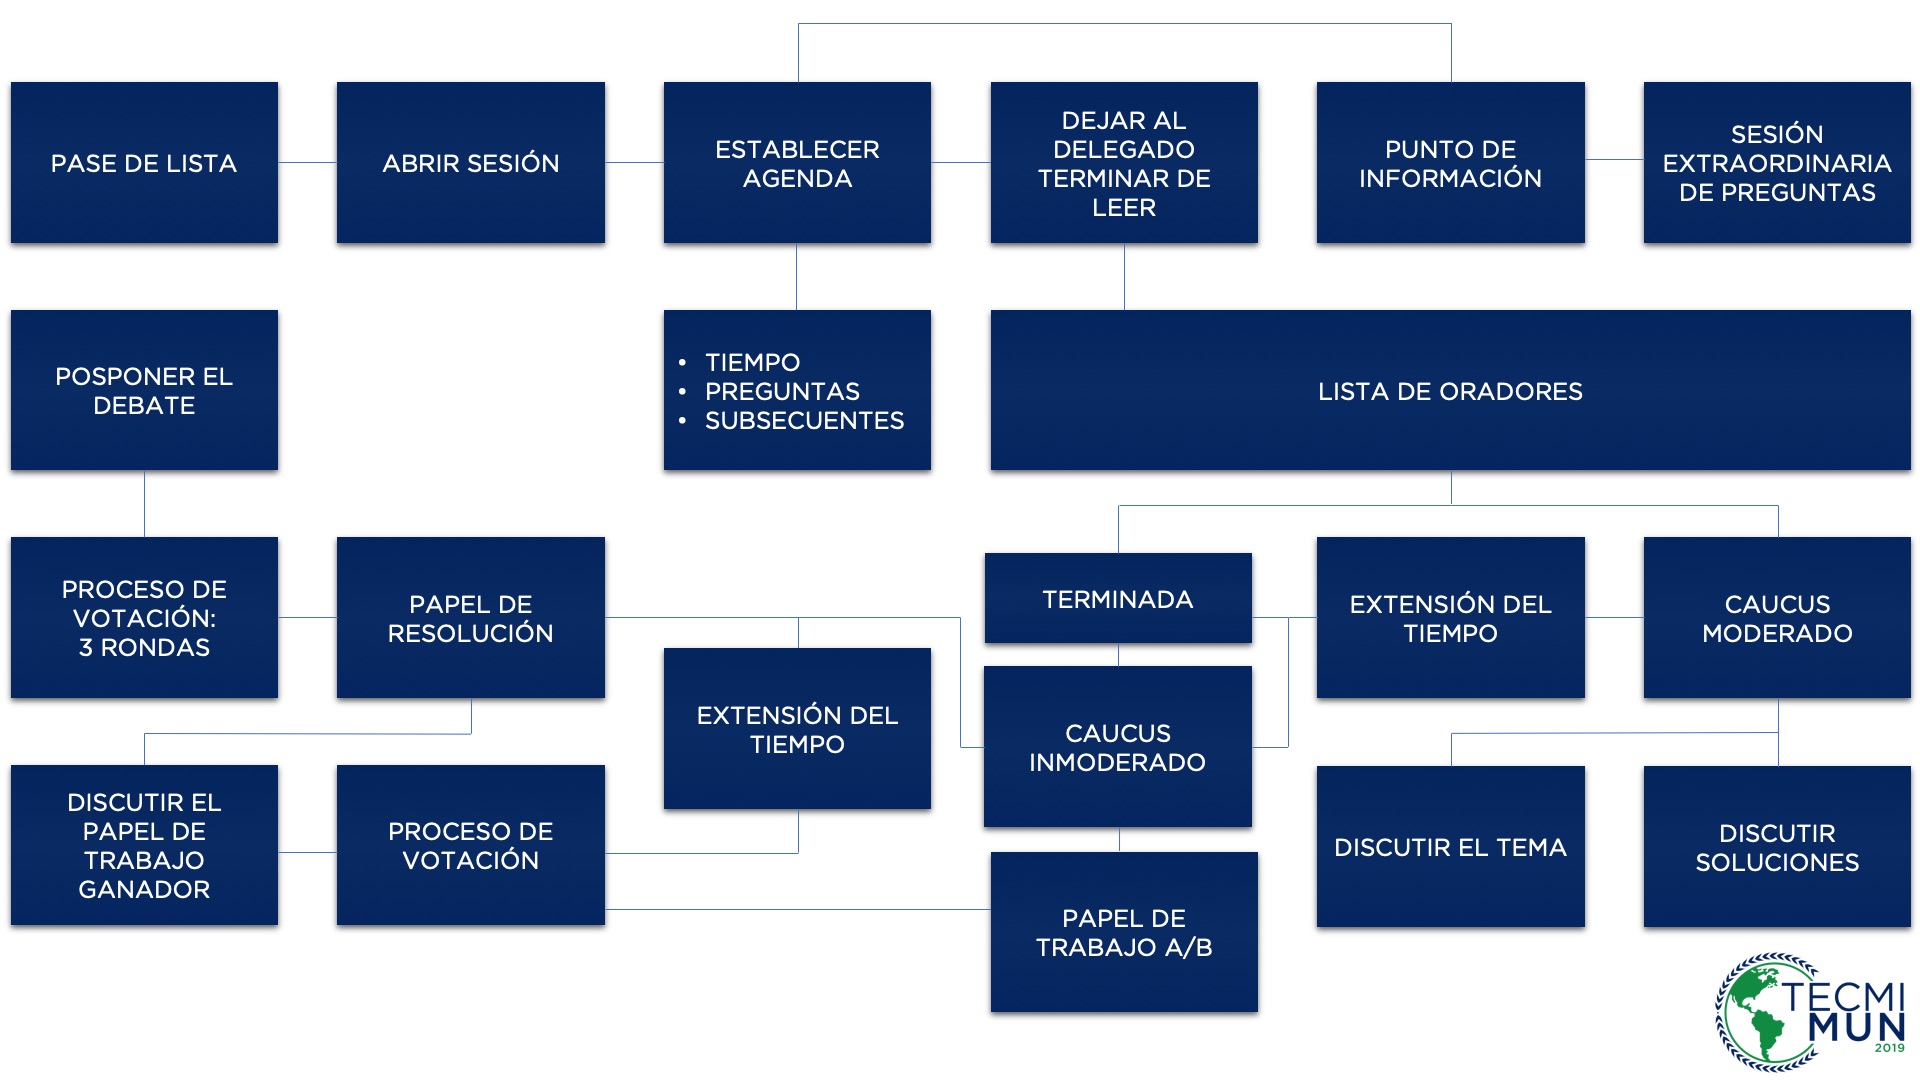 PASE DE LISTA
ABRIR SESIÓN
ESTABLECER
AGENDA
DEJAR AL
DELEGADO
TERMINAR DE
LEER
PUNTO DE
INFORMACIÓN
SESIÓN
EXTRAORDINARIA
DE PREGUNTAS
POSPONER EL
DEBATE
• TIEMPO
• PREGUNTAS
• SUBSECUENTES
LISTA DE ORADORES
PROCESO DE
VOTACIÓN:
3 RONDAS
PAPEL DE
RESOLUCIÓN
EXTENSIÓN DEL
TIEMPO
TERMINADA
CAUCUS
INMODERADO
EXTENSIÓN DEL
TIEMPO
CAUCUS
MODERADO
DISCUTIR EL
PAPEL DE
TRABAJO
GANADOR
PROCESO DE
VOTACIÓN
PAPEL DE
TRABAJO A/B
DISCUTIR EL TEMA
DISCUTIR
SOLUCIONES
TECMI
MUN
2019